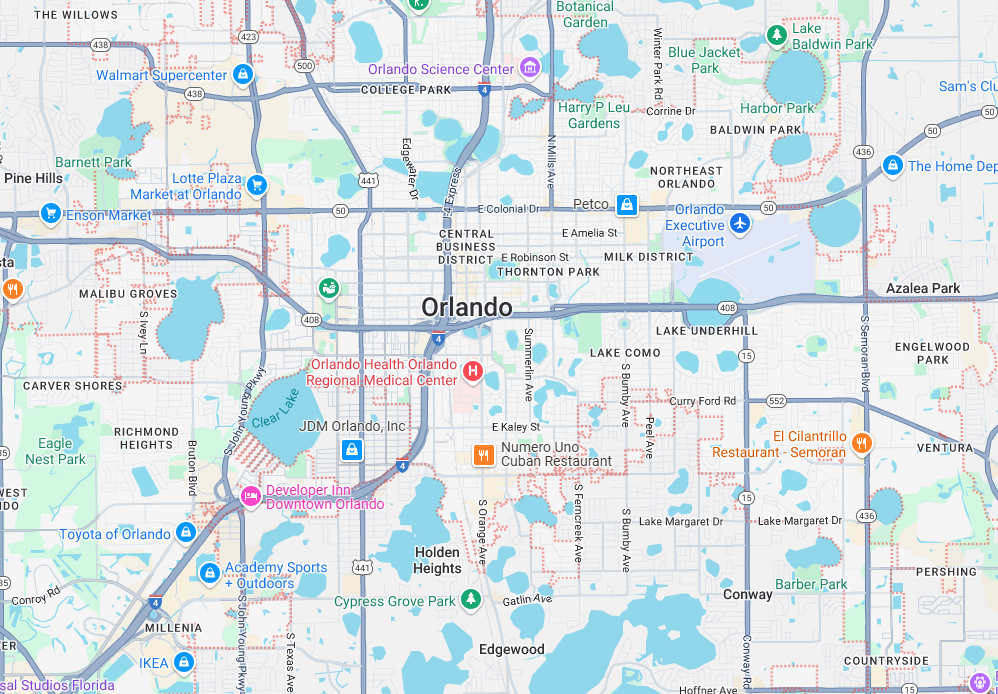 THE WILLOWS
438
423
500
Botanical
Garden
Winter Park Rd
Blue Jacket
Park
Lake
Baldwin Park
Walmart Supercenter
438
Orlando Science Center
4
COLLEGE PARK
Harry P Leu
Gardens
Corrine Dr
Harbor Park
BALDWIN PARK
Sam's Clu
50
50
436
Barnett Park
Pine Hills
Lotte Plaza
Market at Orlando
441
Edgewater Dr
I-4 Express
N Mills Ave
NORTHEAST
ORLANDO
The Home Dep
Enson Market
50
E Colonial Dr
Petco
50
Orlando
Executive
Airport
CENTRAL
BUSINESS
DISTRICT
E Amelia St
E Robinson St
THORNTON PARK
MILK DISTRICT
sta
MALIBU GROVES
S Ivey Ln
408
Orlando
4
408
Azalea Park
LAKE UNDERHILL
S Semoran Blvd
15
ENGELWOOD
PARK
LAKE COMO
Summerlin Ave
S Bumby Ave
Orlando Health Orlando
Regional Medical Center
CARVER SHORES
S John Young Pkwy
Clear Lake
Curry Ford Rd
552
Peel Ave
JDM Orlando, Inc
E Kaley St
RICHMOND
HEIGHTS
Eagle
Nest Park
Bruton Blvd
Numero Uno
Cuban Restaurant
El Cilantrillo
Restaurant - Semoran
VENTURA
4
Developer Inn
Downtown Orlando
WEST
NDO
15
436
S Orange Ave
S Ferncreek Ave
S Bumby Ave
Lake Margaret Dr
Lake Margaret Dr
Toyota of Orlando
Holden
Heights
441
Academy Sports
+ Outdoors
Barber Park
PERSHING
Conroy Rd
4
Cypress Grove Park
Gatlin Ave
Conway
MILLENIA
S John Young Pkwy
S Texas Ave
Edgewood
Conway Rd
IKEA
COUNTRYSIDE
sal Studios Florida
Hoffner Ave